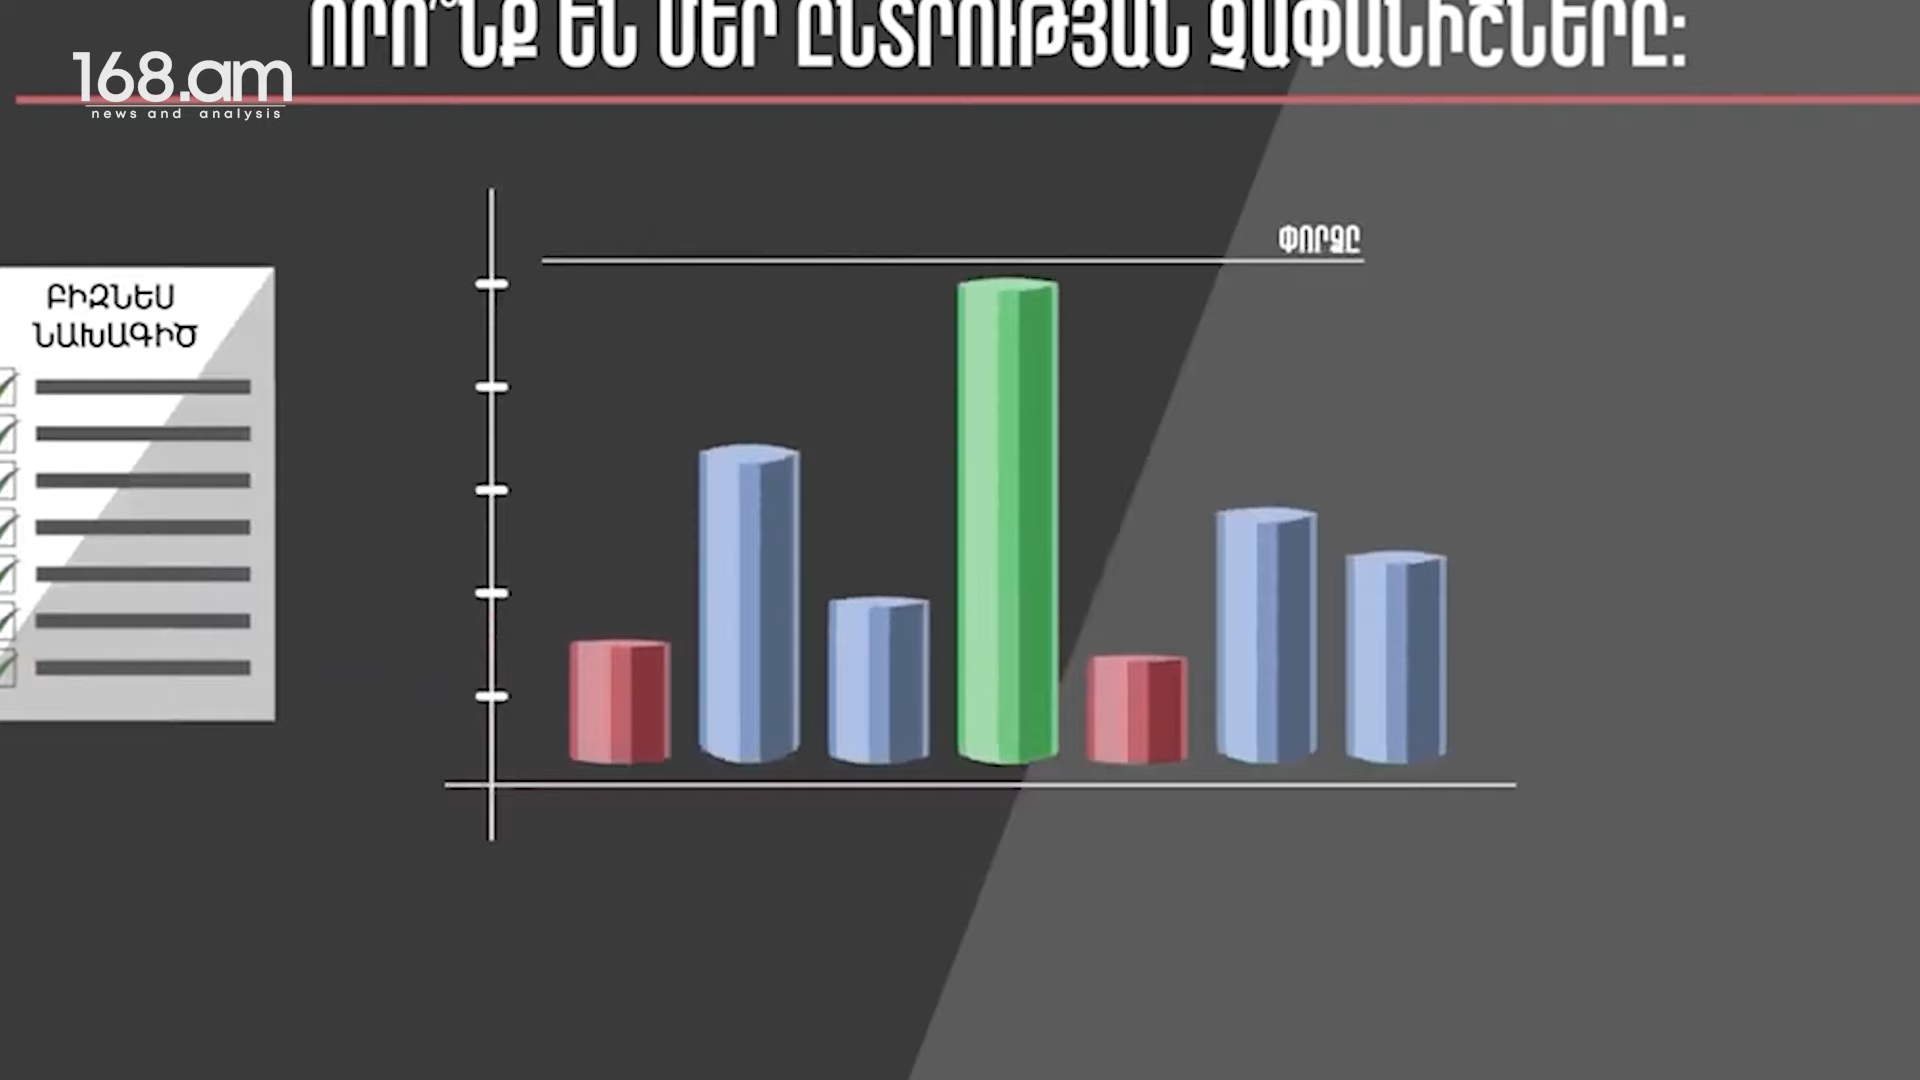 ՈՐՈ՞ՆՔ ԵՆ ՄԵՐ ԸՆՏՐՈՒԹՅԱՆ ՉԱՓԱՆԻՇՆԵՐԸ:
168.am
news and analysis
ՓՈՐՁԸ
ԲԻԶՆԵՍ
ՆԱԽԱԳԻԾ